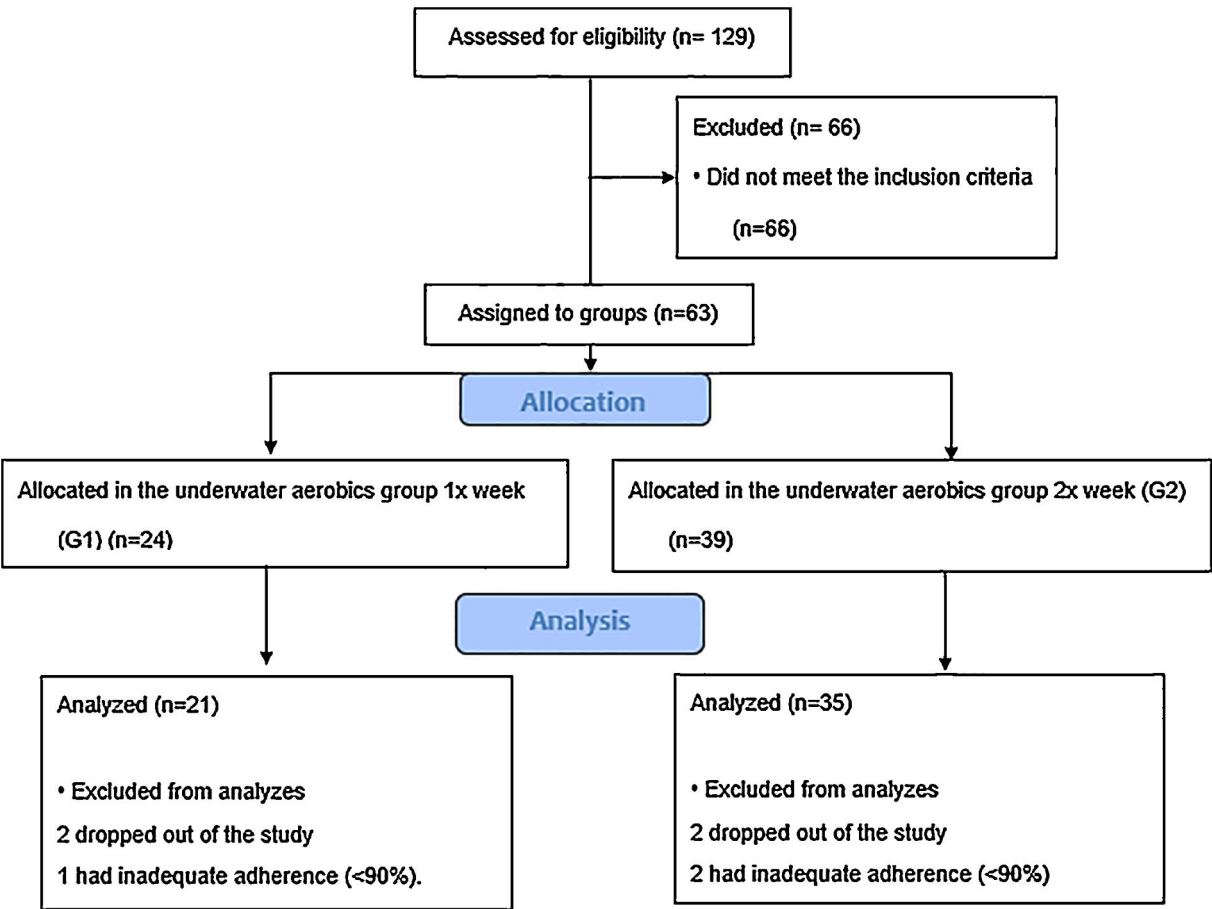 Assessed for eligibility (n= 129)
Excluded (n= 66)
• Did not meet the inclusion criteria
(n=66)
Assigned to groups (n=63)
Allocation
Allocated in the underwater aerobics group 1x week
(G1) (n=24)
Allocated in the underwater aerobics group 2x week (G2)
(n=39)
Analysis
Analyzed (n=21)
• Excluded from analyzes
2 dropped out of the study
1 had inadequate adherence (<90%).
Analyzed (n=35)
• Excluded from analyzes
2 dropped out of the study
2 had inadequate adherence (<90%)